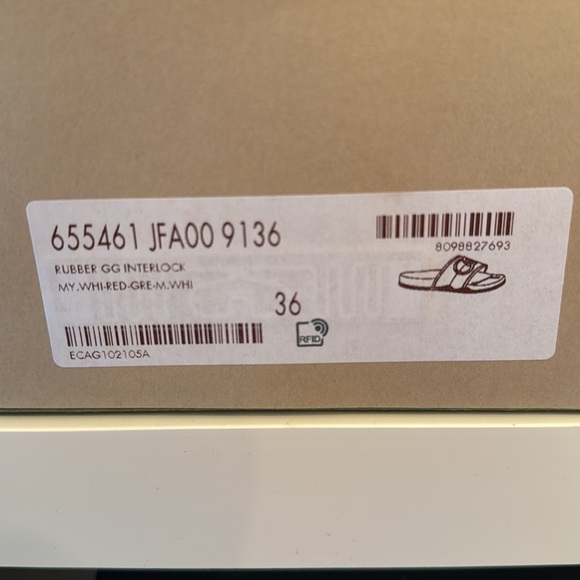 655461 JFA00 9136
8098827693
RUBBER GG INTERLOCK
MY.WHI-RED-GRE-M.WHI
36
RFID
ECAG102105A